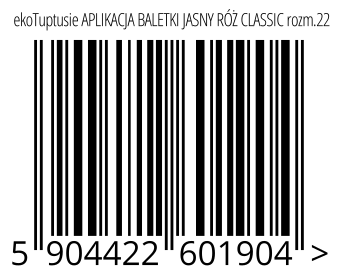 ekoTuptusie APLIKACJA BALETKI JASNY RÓŻ CLASSIC rozm.22
5 904422 601904 >